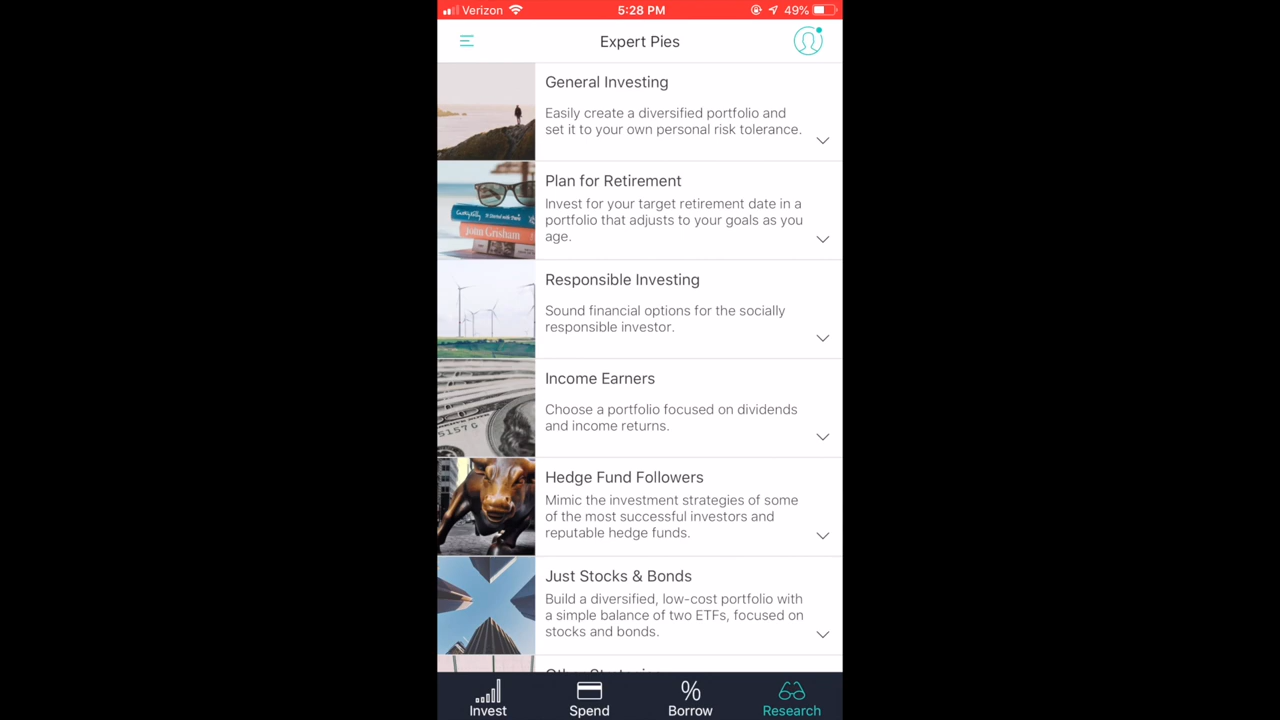 Verizon
5:28 PM
49%
Expert Pies
General Investing
Easily create a diversified portfolio and
set it to your own personal risk tolerance.
Plan for Retirement
Invest for your target retirement date in a
portfolio that adjusts to your goals as you
age.
John Grisham
Responsible Investing
Sound financial options for the socially
responsible investor.
Income Earners
Choose a portfolio focused on dividends
and income returns.
5157G
Hedge Fund Followers
Mimic the investment strategies of some
of the most successful investors and
reputable hedge funds.
Just Stocks & Bonds
Build a diversified, low-cost portfolio with
a simple balance of two ETFs, focused on
stocks and bonds.
Invest
Spend
%
Borrow
Research